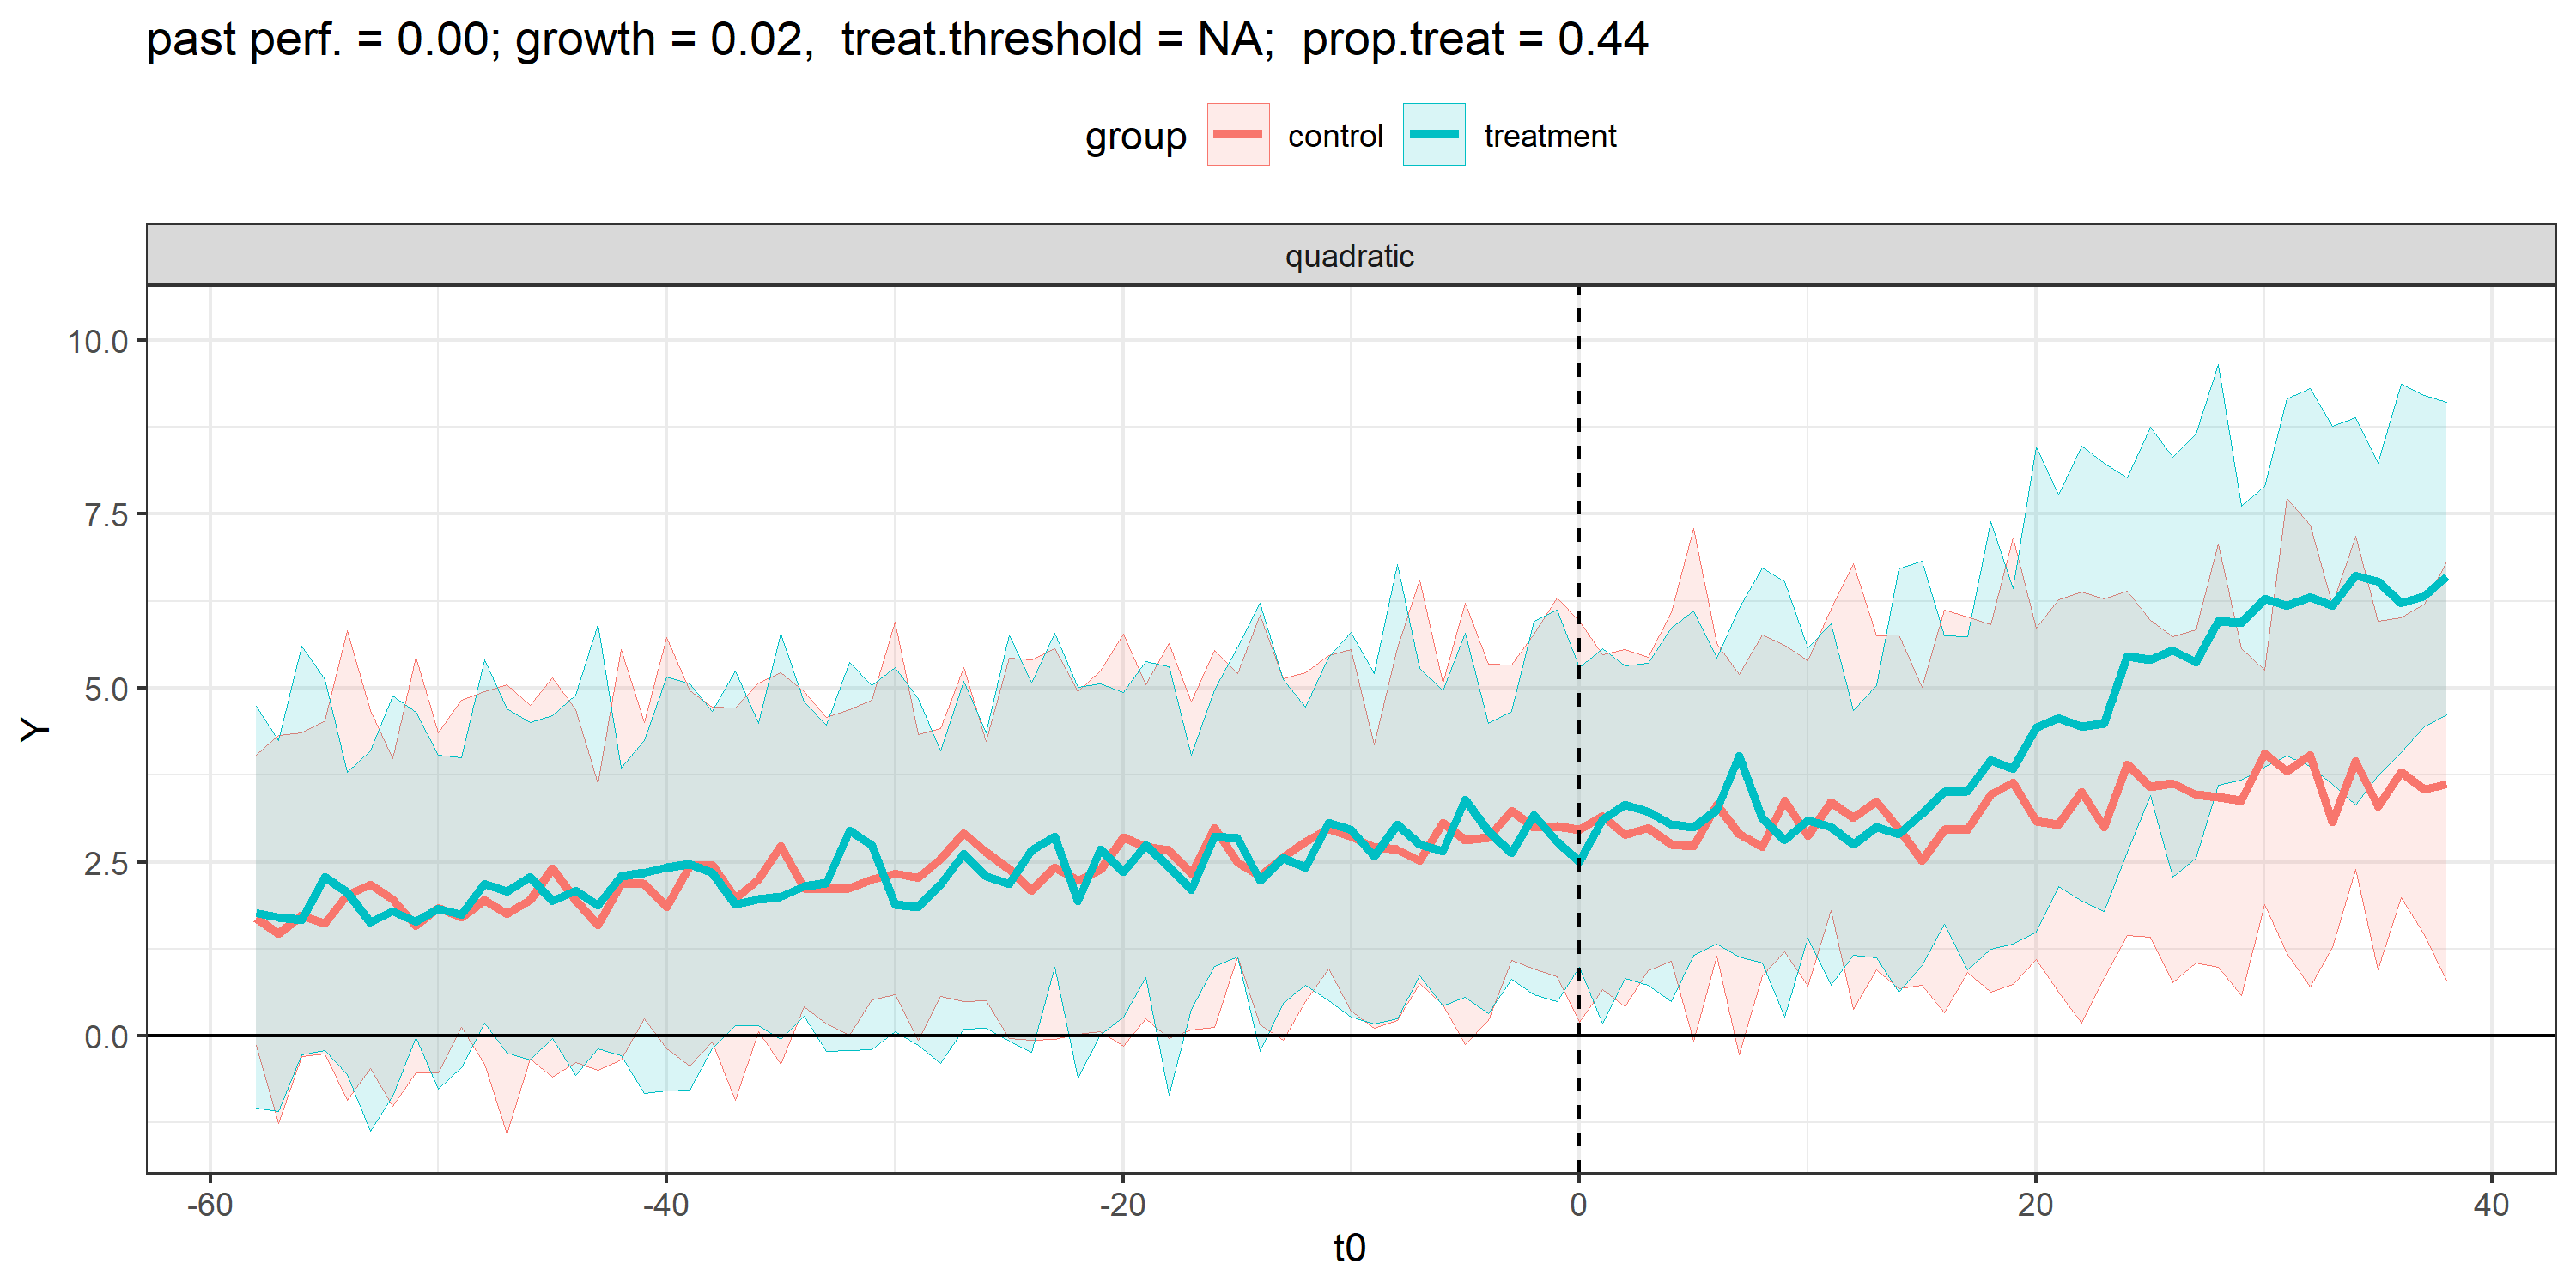 past perf. = 0.00; growth = 0.02,  treat.threshold = NA;  prop.treat = 0.44
group control treatment
quadratic
10.0
7.5
5.0
2.5
0.0
Y
-60 -40 -20 0 20 40
t0